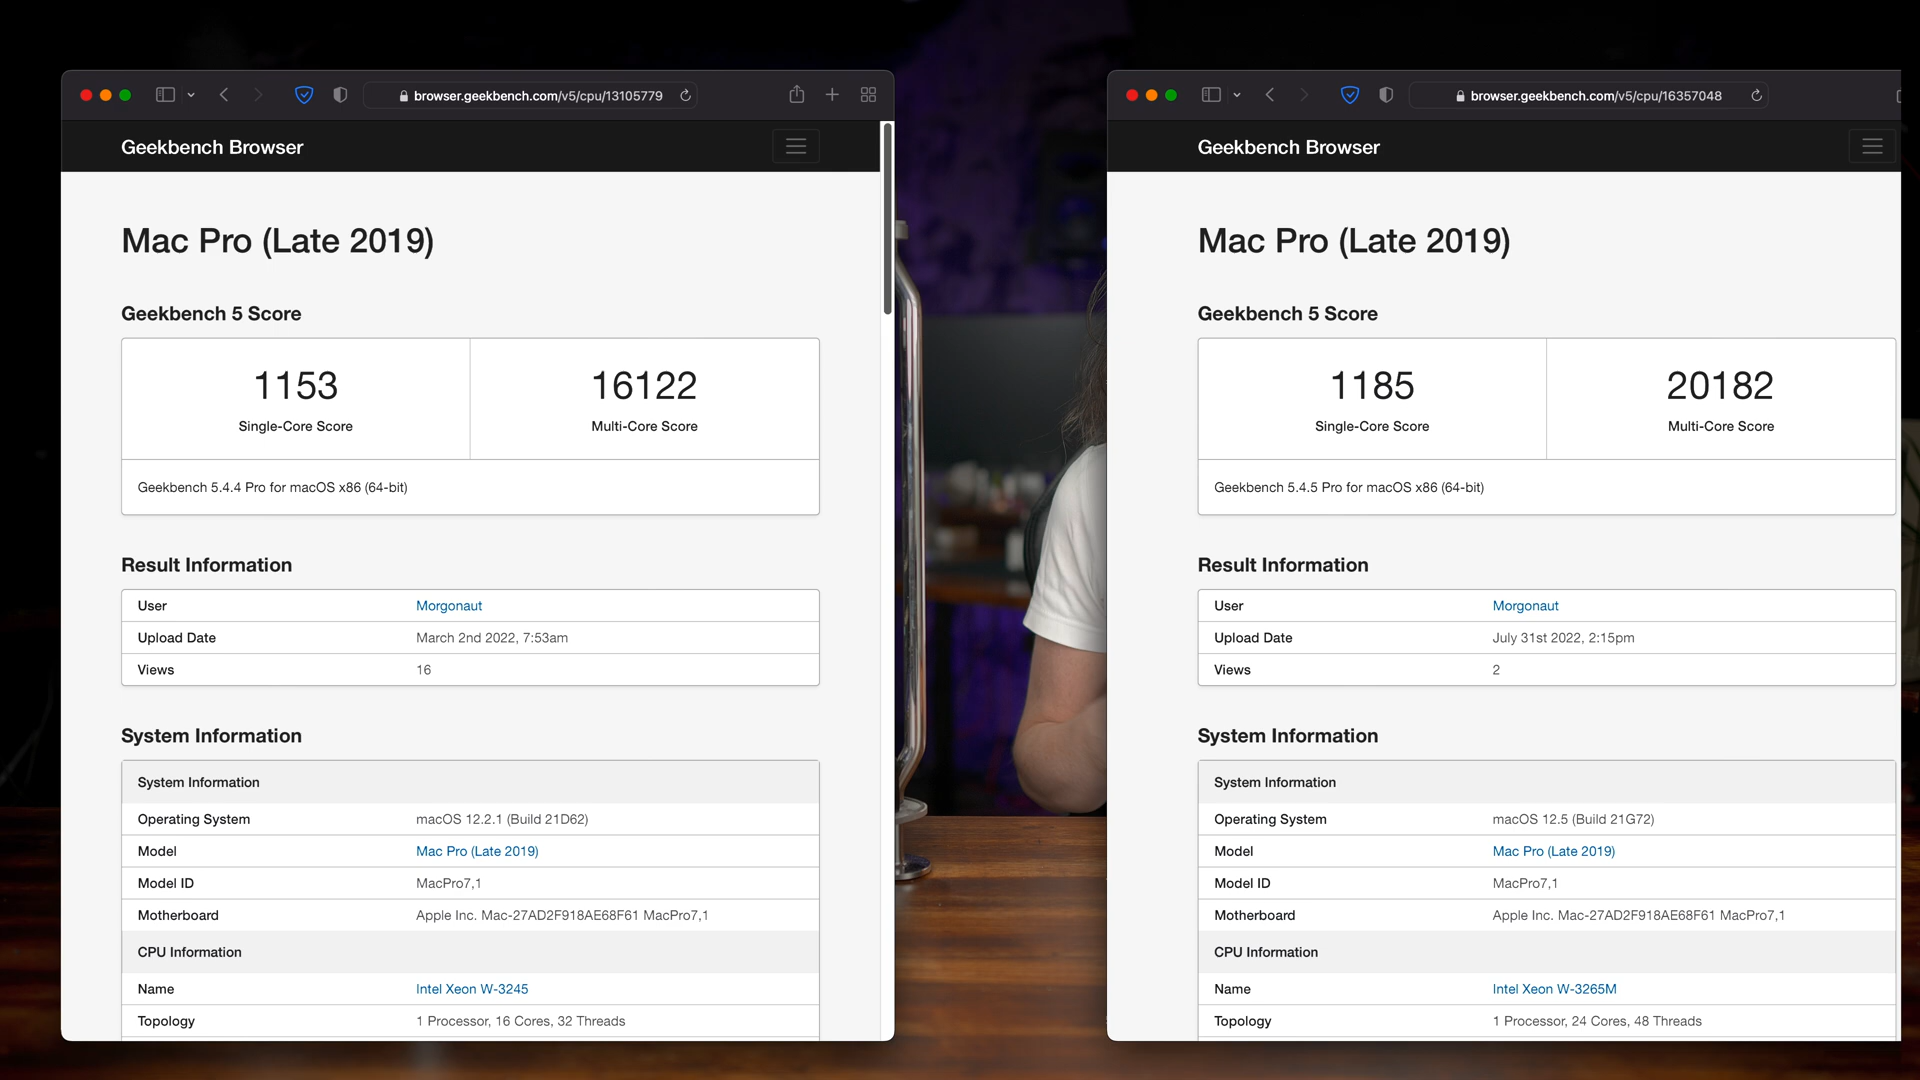 browser.geekbench.com/v5/cpu/13105779
Geekbench Browser
Mac Pro (Late 2019)
Geekbench 5 Score
1153
16122
Single-Core Score
Multi-Core Score
Geekbench 5.4.4 Pro for macOS x86 (64-bit)
Result Information
User Morgonaut
Upload Date March 2nd 2022, 7:53am
Views 16
System Information
System Information
Operating System macOS 12.2.1 (Build 21D62)
Model Mac Pro (Late 2019)
Model ID MacPro7,1
Motherboard Apple Inc. Mac-27AD2F918AE68F61 MacPro7,1
CPU Information
Name Intel Xeon W-3245
Topology 1 Processor, 16 Cores, 32 Threads
browser.geekbench.com/v5/cpu/16357048
Geekbench Browser
Mac Pro (Late 2019)
Geekbench 5 Score
1185
20182
Single-Core Score
Multi-Core Score
Geekbench 5.4.5 Pro for macOS x86 (64-bit)
Result Information
User Morgonaut
Upload Date July 31st 2022, 2:15pm
Views 2
System Information
System Information
Operating System macOS 12.5 (Build 21G72)
Model Mac Pro (Late 2019)
Model ID MacPro7,1
Motherboard Apple Inc. Mac-27AD2F918AE68F61 MacPro7,1
CPU Information
Name Intel Xeon W-3265M
Topology 1 Processor, 24 Cores, 48 Threads